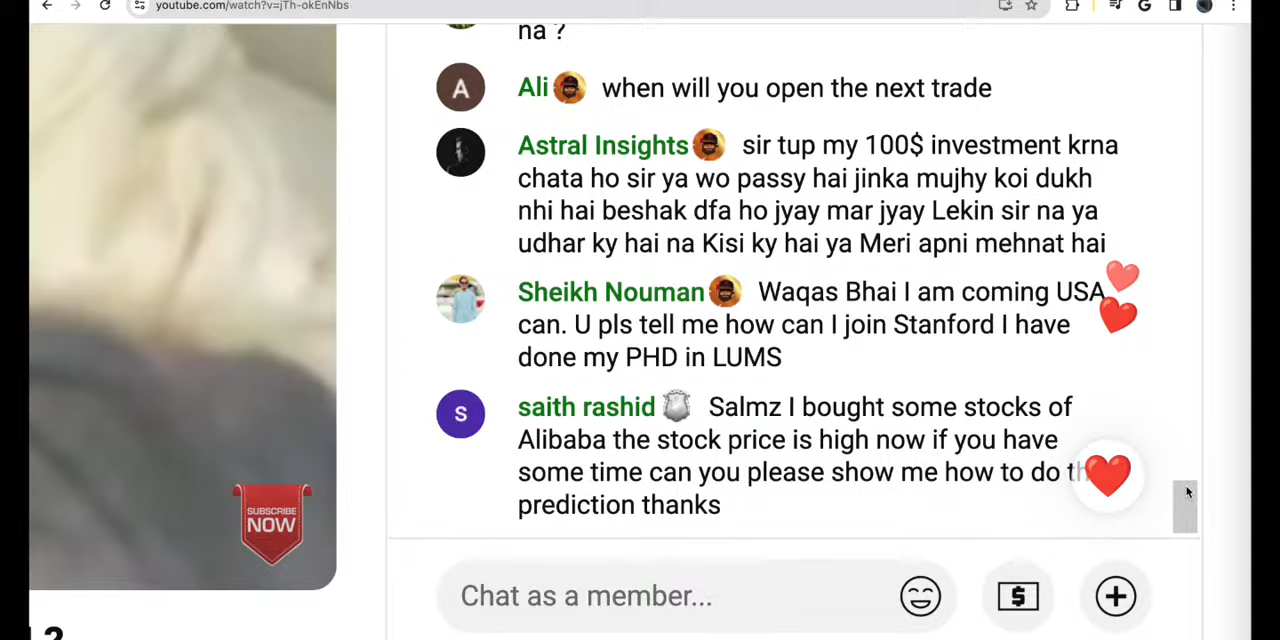 youtube.com/watch?v=jTh-okEnNbs
na ?
A
Ali when will you open the next trade
Astral Insights sir tup my 100$ investment krna
chata ho sir ya wo passy hai jinka mujhy koi dukh
nhi hai beshak dfa ho jyay mar jyay Lekin sir na ya
udhar ky hai na Kisi ky hai ya Meri apni mehnat hai
Sheikh Nouman Waqas Bhai I am coming USA
can. U pls tell me how can I join Stanford I have
done my PHD in LUMS
S
saith rashid Salmz I bought some stocks of
Alibaba the stock price is high now if you have
some time can you please show me how to do
prediction thanks
SUBSCRIBE
NOW
Chat as a member...
$